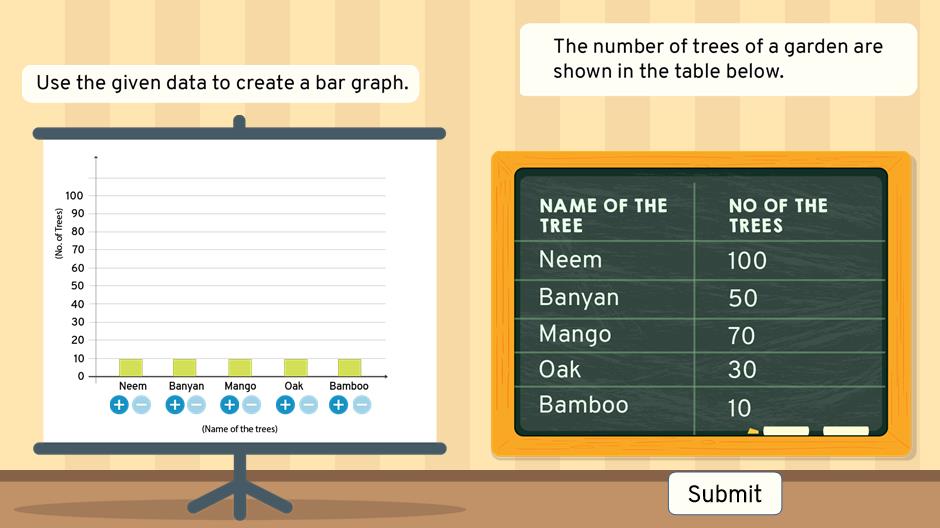 The number of trees of a garden are
shown in the table below.
Use the given data to create a bar graph.
(No. of Trees)
100
90
80
70
60
50
40
30
20
10
0
Neem Banyan Mango Oak Bamboo
+ − + − + − + − + −
(Name of the trees)
NAME OF THE TREE NO OF THE TREES
Neem 100
Banyan 50
Mango 70
Oak 30
Bamboo 10
Submit